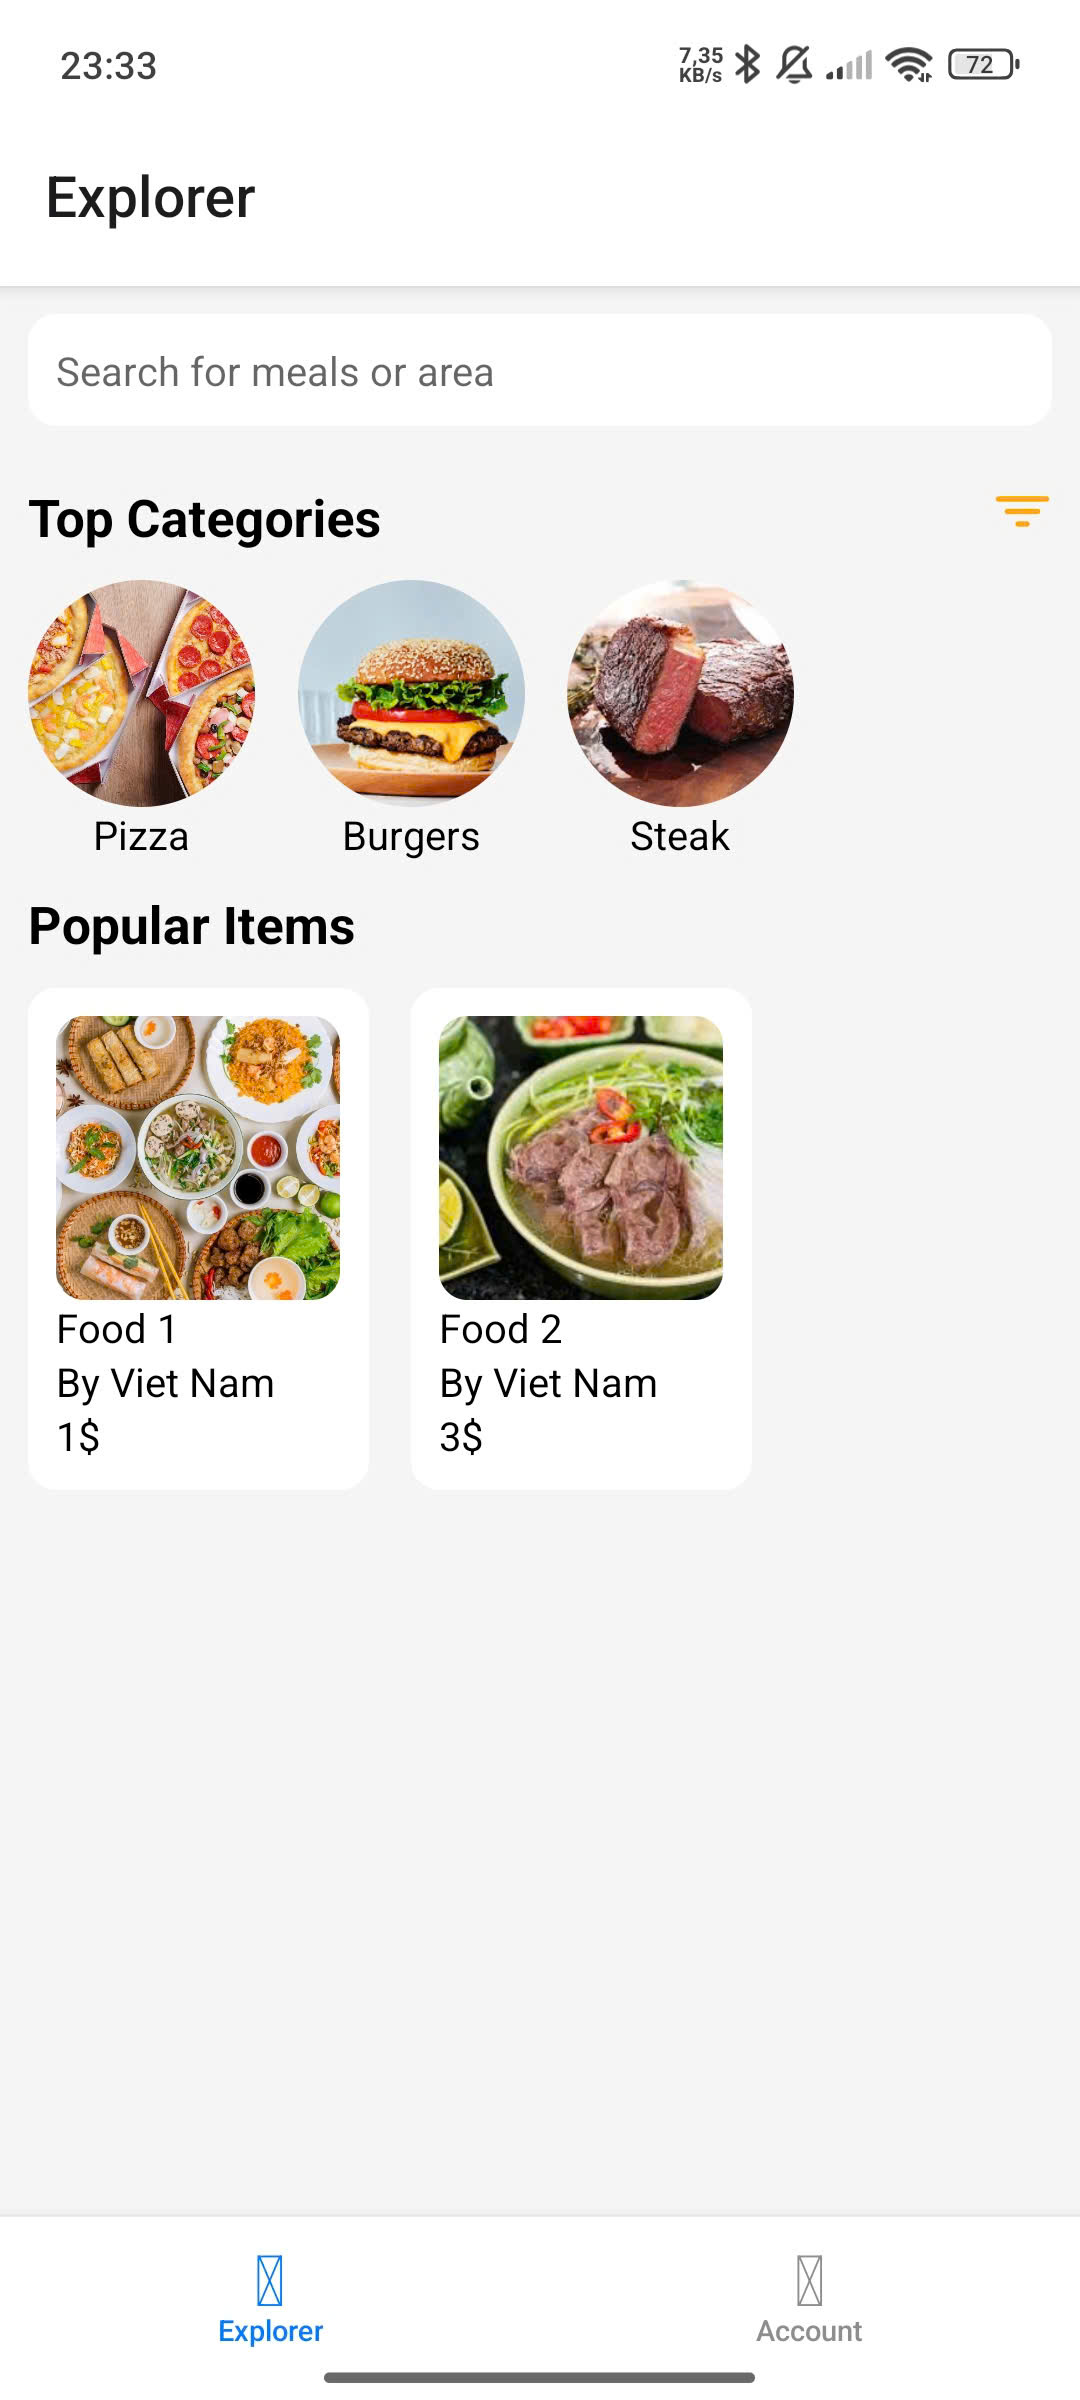 23:33
7,35
KB/s
72
Explorer
Search for meals or area
Top Categories
Pizza
Burgers
Steak
Popular Items
Food 1
By Viet Nam
1$
Food 2
By Viet Nam
3$
Explorer
Account